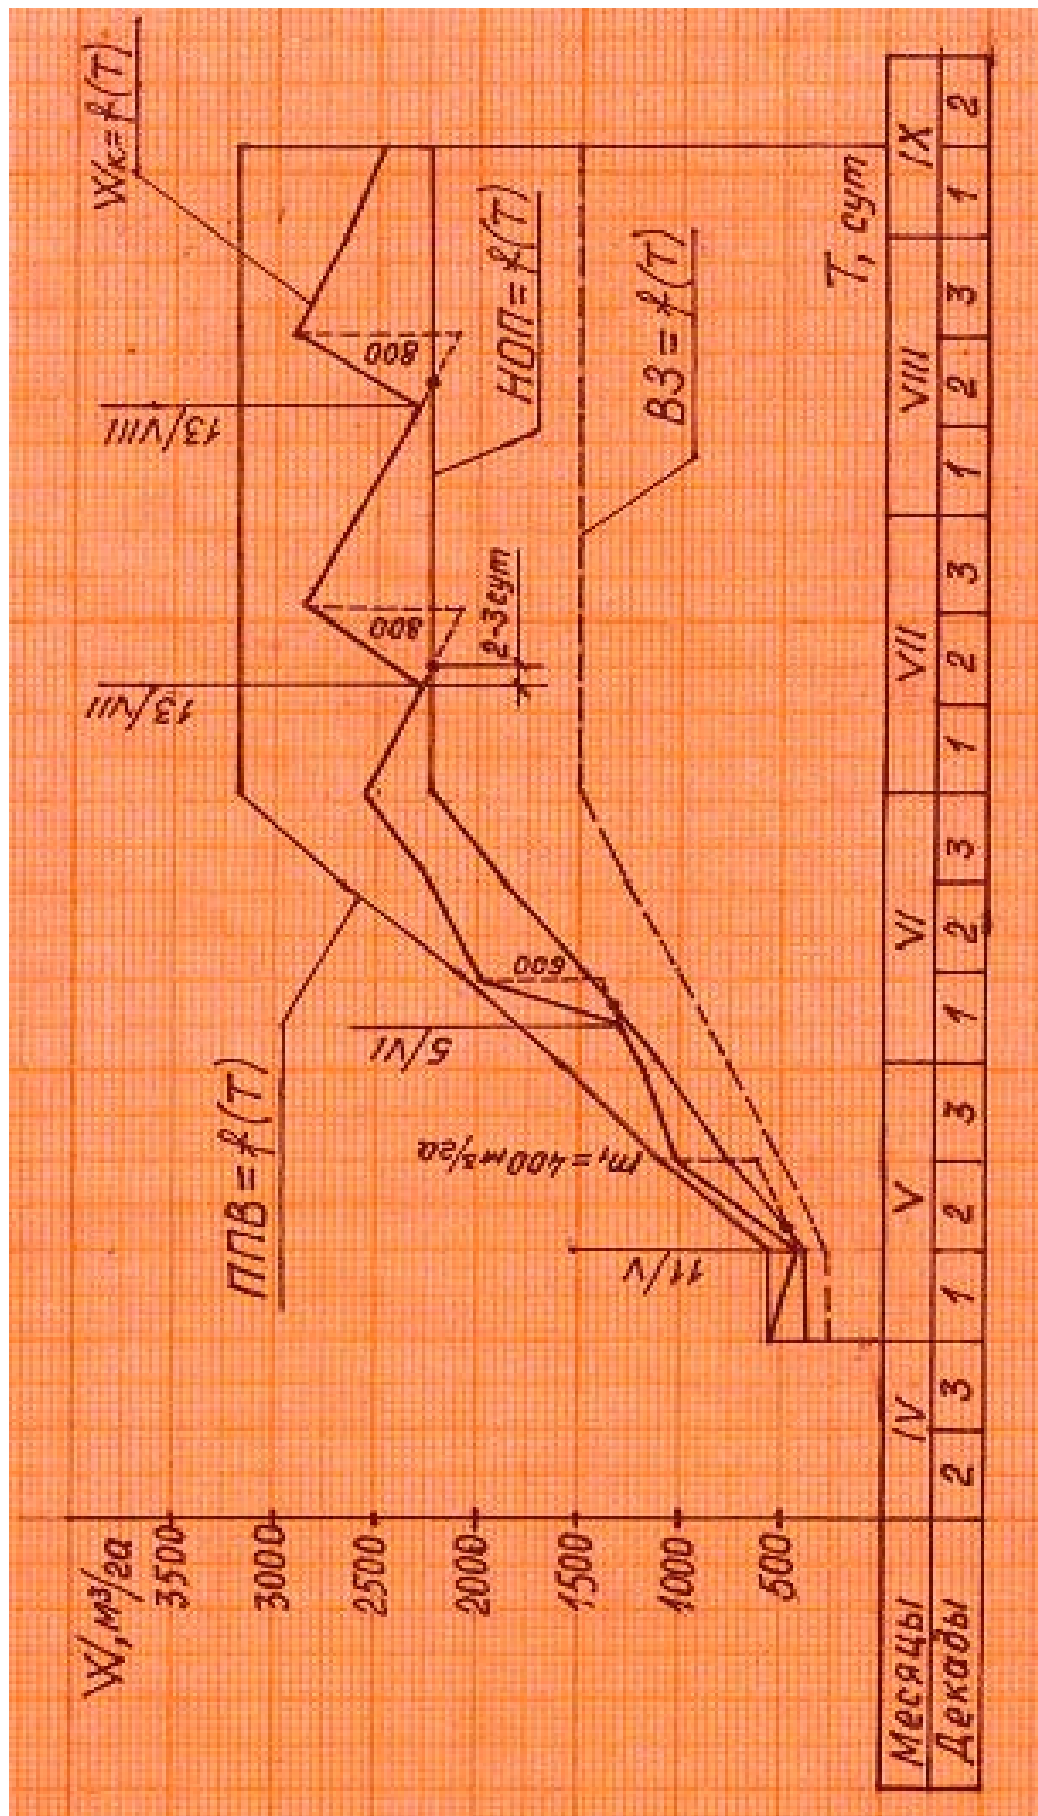 W, м³/га
3500
3000
2500
2000
1500
1000
500
Wк = f(T)
ППВ = f(T)
НОП = f(T)
ВЗ = f(T)
11/V
m₁ = 400 м³/га
5/VI
600
13/VII
800
2-3 сут
13/VIII
800
T, сут
Месяцы IV V VI VII VIII IX
Декады 2 3 1 2 3 1 2 3 1 2 3 1 2 3 1 2